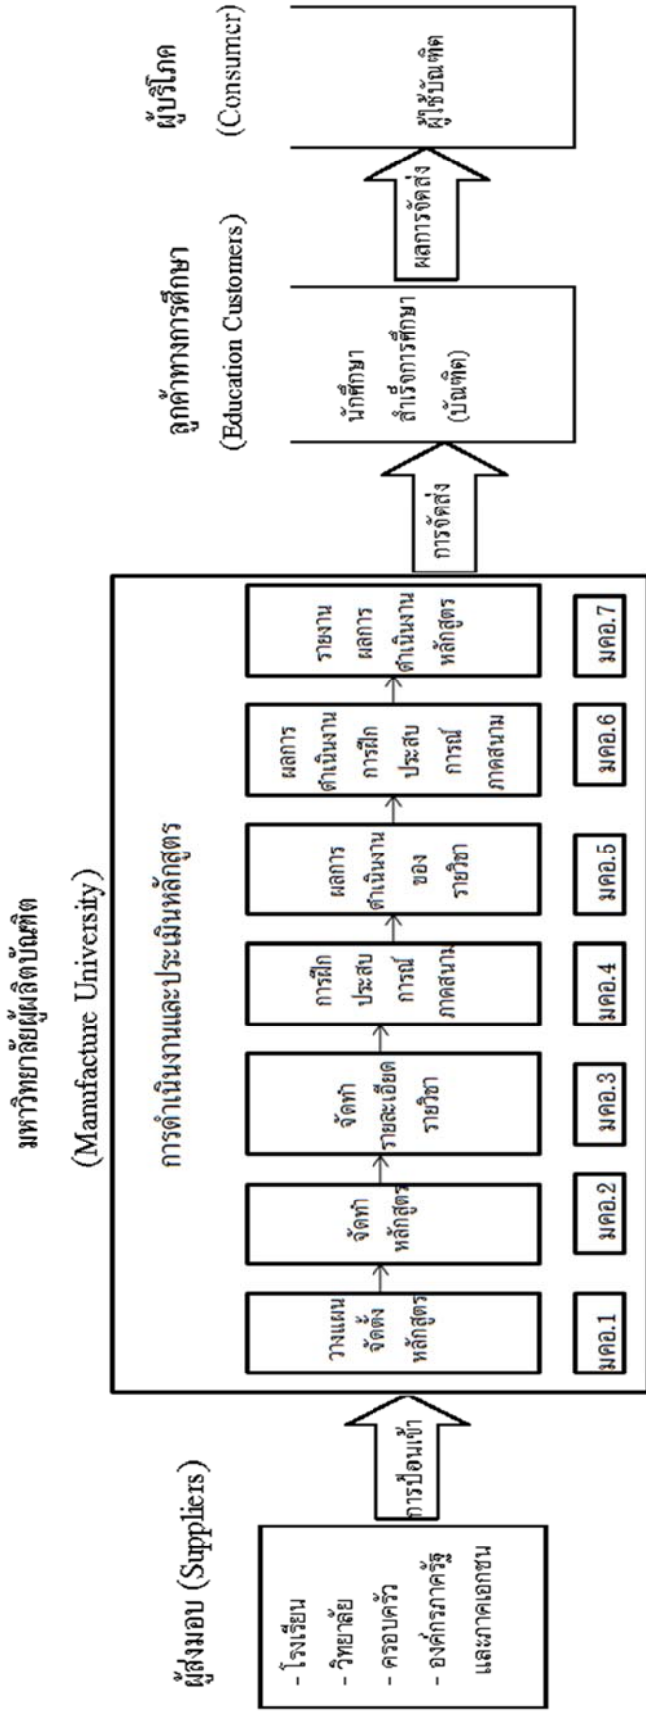 ผู้ส่งมอบ (Suppliers)
- โรงเรียน
- วิทยาลัย
- ครอบครัว
- องค์กรภาครัฐ
และภาคเอกชน
การป้อนเข้า
มหาวิทยาลัยผู้ผลิตบัณฑิต
(Manufacture University)
การดำเนินงานและประเมินหลักสูตร
วางแผน
จัดตั้ง
หลักสูตร
มคอ.1
จัดทำ
หลักสูตร
มคอ.2
จัดทำ
รายละเอียด
รายวิชา
มคอ.3
การฝึก
ประสบ
การณ์
ภาคสนาม
มคอ.4
ผลการ
ดำเนินงาน
ของ
รายวิชา
มคอ.5
ผลการ
ดำเนินงาน
การฝึก
ประสบ
การณ์
ภาคสนาม
มคอ.6
รายงาน
ผลการ
ดำเนินงาน
หลักสูตร
มคอ.7
การจัดส่ง
ลูกค้าทางการศึกษา
(Education Customers)
นักศึกษา
สำเร็จการศึกษา
(บัณฑิต)
ผลการจัดส่ง
ผู้บริโภค
(Consumer)
ผู้ใช้บัณฑิต